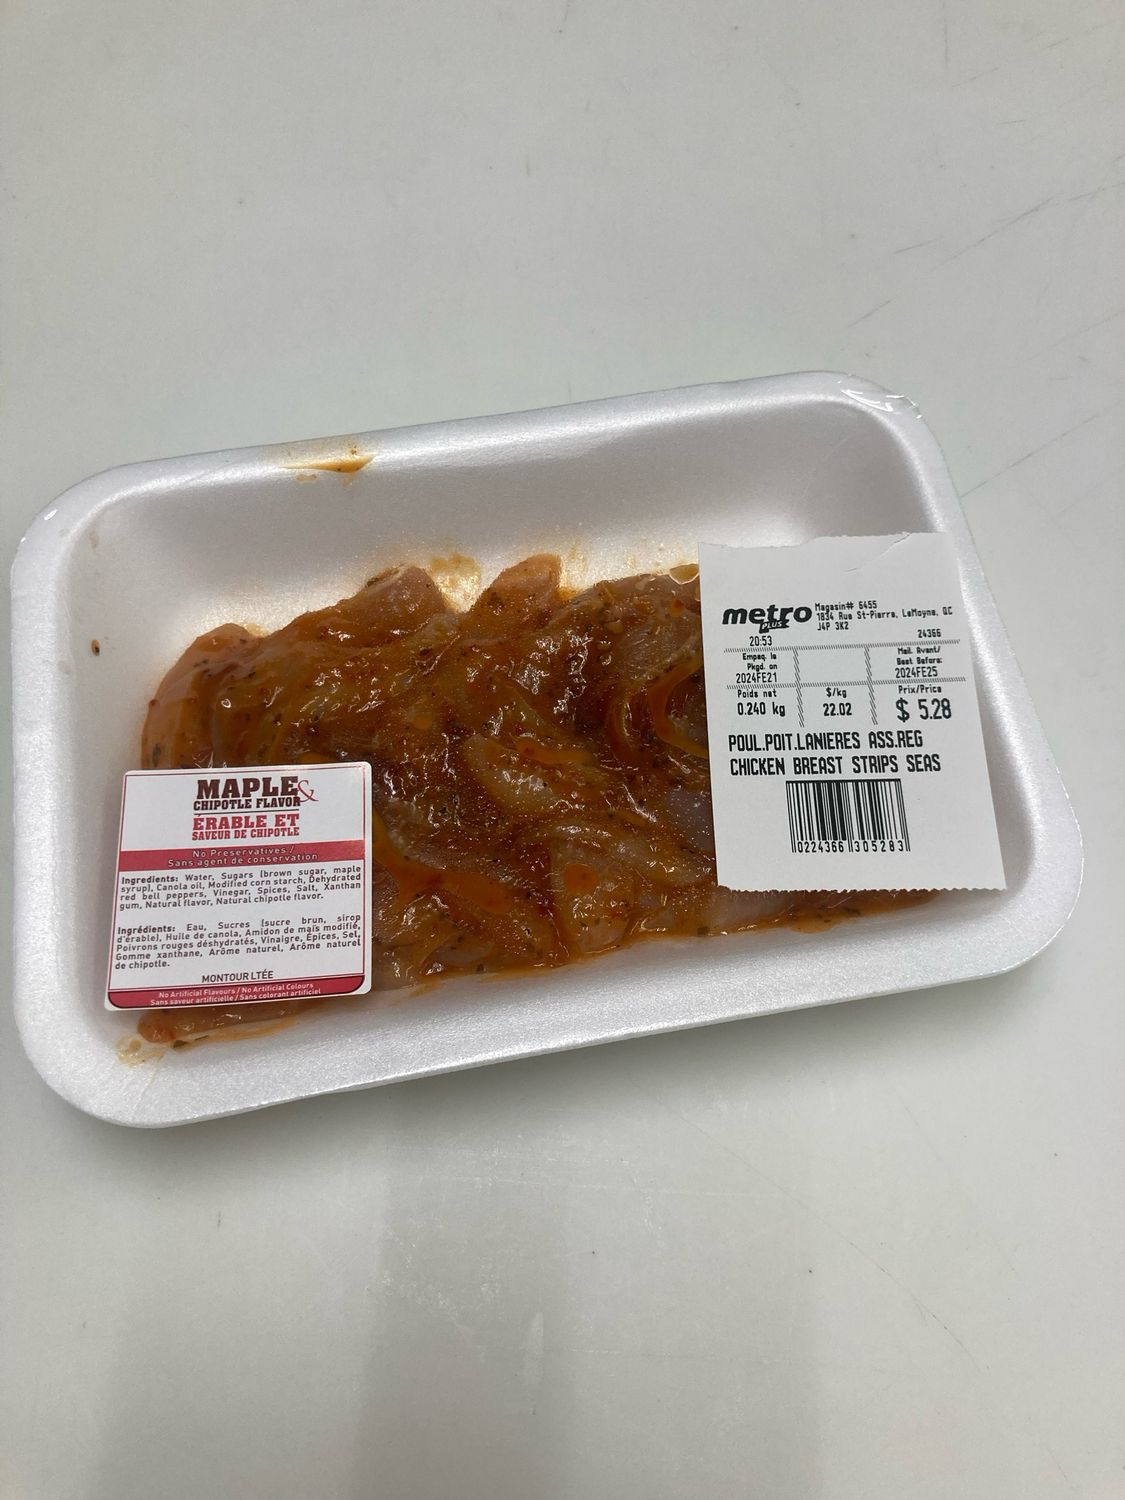 MAPLE &
CHIPOTLE FLAVOR
ÉRABLE ET
SAVEUR DE CHIPOTLE
No Preservatives /
Sans agent de conservation
Ingredients: Water, Sugars (brown sugar, maple
syrup), Canola oil, Modified corn starch, Dehydrated
red bell peppers, Vinegar, Spices, Salt, Xanthan
gum, Natural flavor, Natural chipotle flavor.
Ingrédients: Eau, Sucres (sucre brun, sirop
d'érable), Huile de canola, Amidon de maïs modifié,
Poivrons rouges déshydratés, Vinaigre, Épices, Sel,
Gomme xanthane, Arôme naturel, Arôme naturel
de chipotle.
MONTOUR LTÉE
No Artificial Flavours / No Artificial Colours
Sans saveur artificielle / Sans colorant artificiel
metro PLUS
Magasin# 6455
1834 Rue St-Pierre, LeMoyne, QC
J4P 3K2
20:53 24366
Empaq. le
Pkgd. on
2024FE21
Meil. Avant/
Best Before:
2024FE25
Poids net $/kg Prix/Price
0.240 kg 22.02 $ 5.28
POUL.POIT.LANIERES ASS.REG
CHICKEN BREAST STRIPS SEAS
0224366 305283